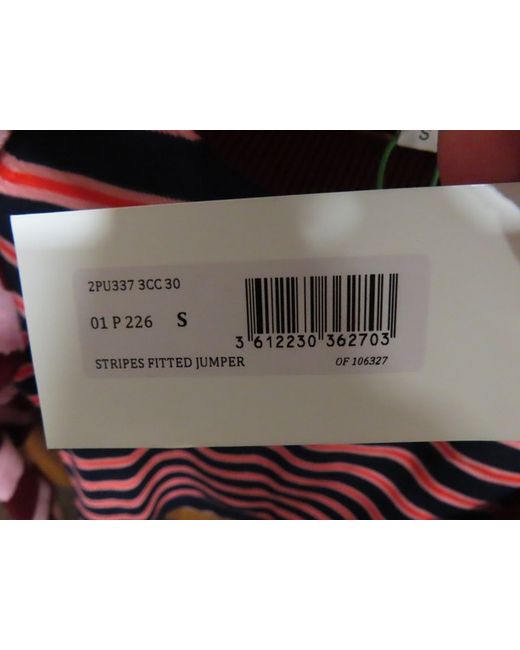 S
2PU337 3CC 30
01 P 226 S
3 612230 362703
STRIPES FITTED JUMPER
OF 106327